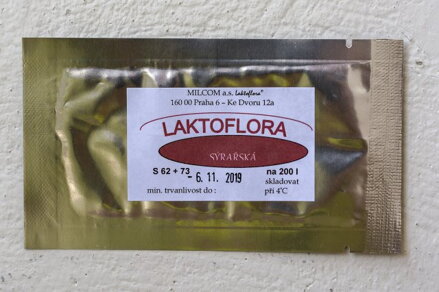 MILCOM a.s. Laktoflora®
160 00 Praha 6 – Ke Dvoru 12a
LAKTOFLORA
SÝRAŘSKÁ
S 62 + 73 - 6. 11. 2019 na 200 l
skladovat
min. trvanlivost do : při 4°C